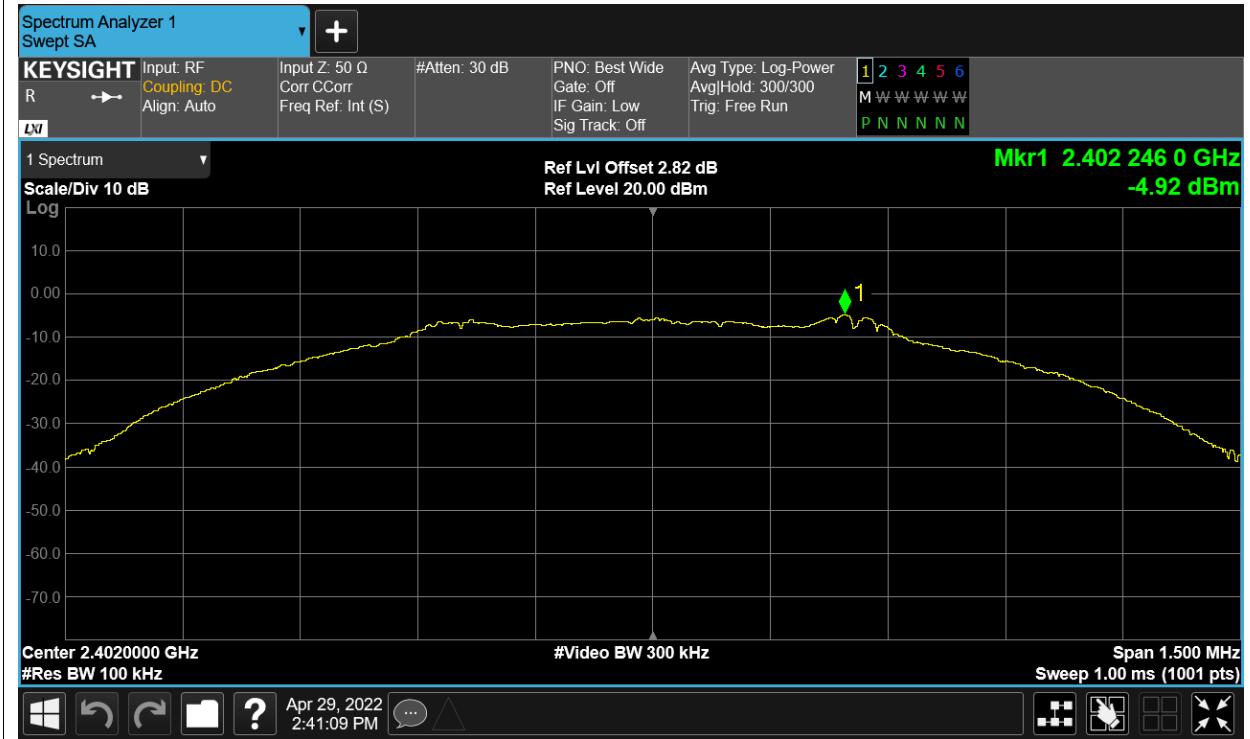 Spectrum Analyzer 1
Swept SA
KEYSIGHT
R
LXI
Input: RF
Coupling: DC
Align: Auto
Input Z: 50 Ω
Corr CCorr
Freq Ref: Int (S)
#Atten: 30 dB
PNO: Best Wide
Gate: Off
IF Gain: Low
Sig Track: Off
Avg Type: Log-Power
Avg|Hold: 300/300
Trig: Free Run
1 2 3 4 5 6
M W W W W W
P N N N N N
1 Spectrum
Scale/Div 10 dB
Log
Ref Lvl Offset 2.82 dB
Ref Level 20.00 dBm
Mkr1 2.402 246 0 GHz
-4.92 dBm
10.0
0.00
-10.0
-20.0
-30.0
-40.0
-50.0
-60.0
-70.0
1
Center 2.4020000 GHz
#Res BW 100 kHz
#Video BW 300 kHz
Span 1.500 MHz
Sweep 1.00 ms (1001 pts)
?
Apr 29, 2022
2:41:09 PM